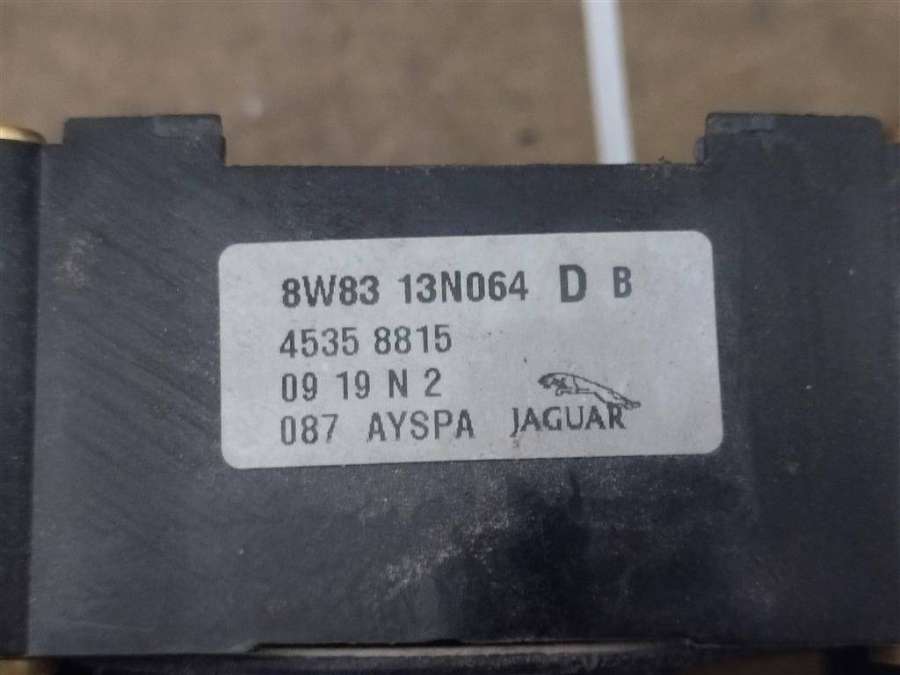 8W83 13N064 D B
4535 8815
09 19 N 2
087 AYSPA JAGUAR